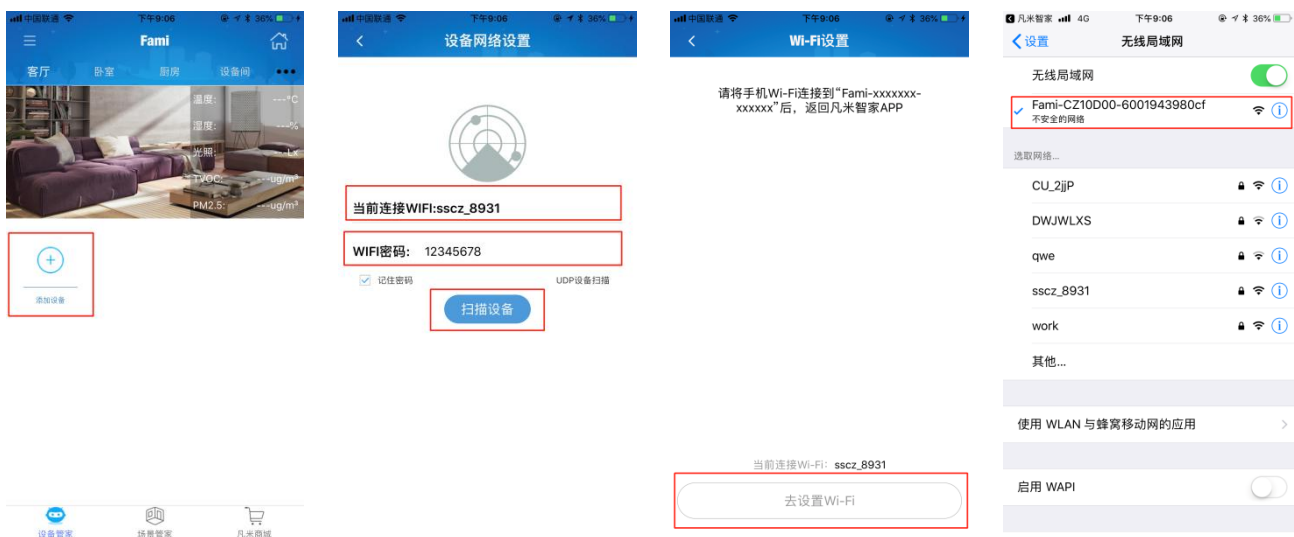 中国联通
下午9:06
36%
Fami
客厅
卧室
厨房
设备间
温度:
---°C
湿度:
---%
光照:
---Lx
TVOC:
---ug/m³
PM2.5:
---ug/m³
添加设备
设备管家
场景管家
凡米商城
中国联通
下午9:06
36%
设备网络设置
当前连接WIFI:sscz_8931
WIFI密码: 12345678
记住密码
UDP设备扫描
扫描设备
中国联通
下午9:06
36%
Wi-Fi设置
请将手机Wi-Fi连接到“Fami-xxxxxxx-
xxxxxx”后，返回凡米智家APP
当前连接Wi-Fi: sscz_8931
去设置Wi-Fi
凡米智家
4G
下午9:06
36%
设置
无线局域网
无线局域网
Fami-CZ10D00-6001943980cf
不安全的网络
选取网络...
CU_2jjP
DWJWLXS
qwe
sscz_8931
work
其他...
使用 WLAN 与蜂窝移动网的应用
启用 WAPI